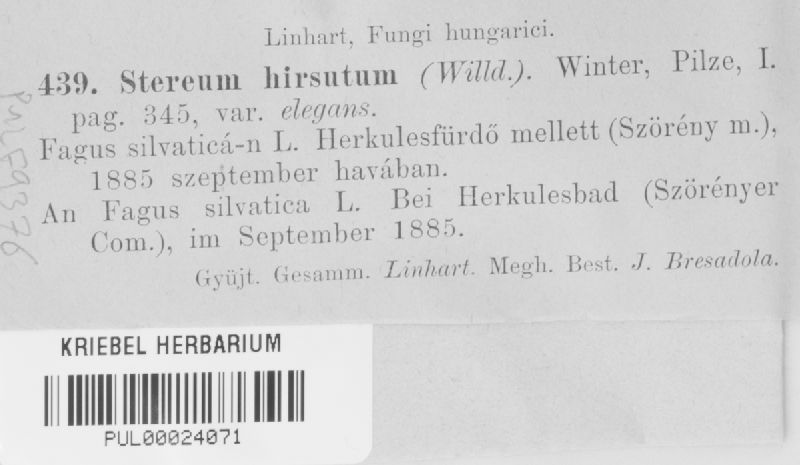 Linhart, Fungi hungarici.
439. Stereum hirsutum (Willd.). Winter, Pilze, I.
pag. 345, var. elegans.
Fagus silvaticá-n L. Herkulesfürdő mellett (Szörény m.),
1885 szeptember havában.
An Fagus silvatica L. Bei Herkulesbad (Szörényer
Com.), im September 1885.
Gyüjt. Gesamm. Linhart. Megh. Best. J. Bresadola.
PUL F9376
KRIEBEL HERBARIUM
PUL00024071